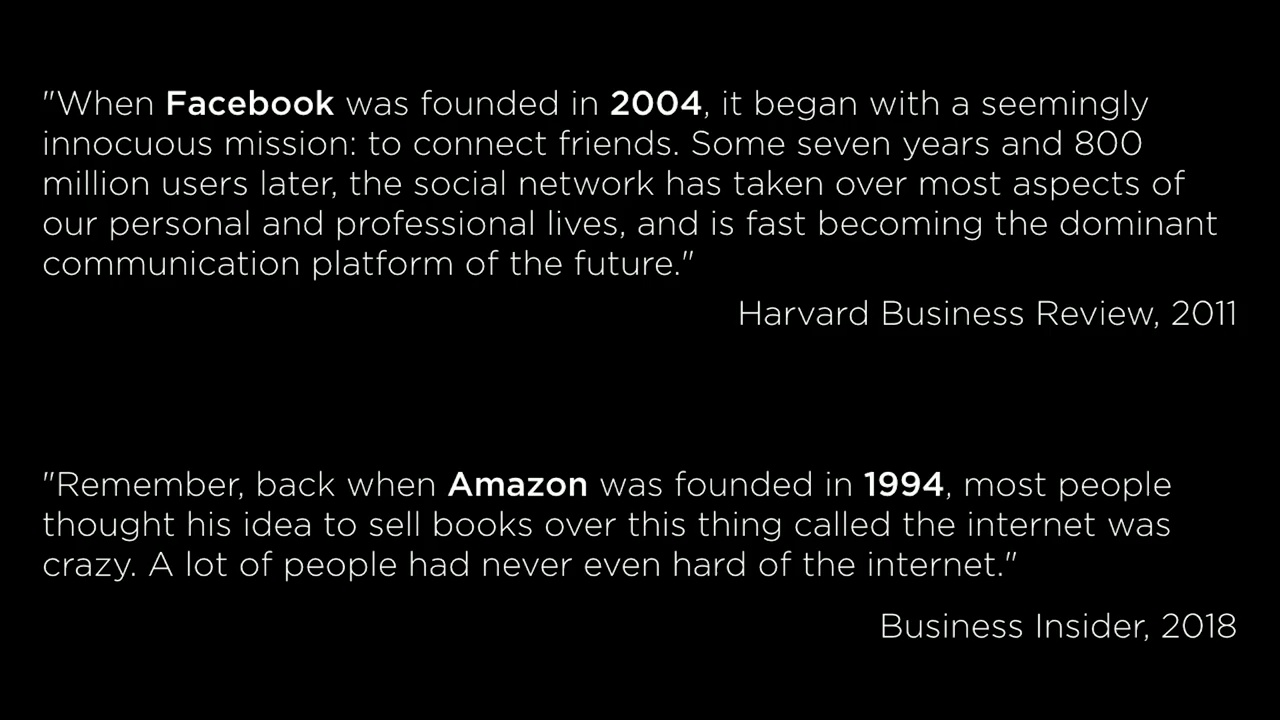 "When Facebook was founded in 2004, it began with a seemingly
innocuous mission: to connect friends. Some seven years and 800
million users later, the social network has taken over most aspects of
our personal and professional lives, and is fast becoming the dominant
communication platform of the future."
Harvard Business Review, 2011
"Remember, back when Amazon was founded in 1994, most people
thought his idea to sell books over this thing called the internet was
crazy. A lot of people had never even hard of the internet."
Business Insider, 2018